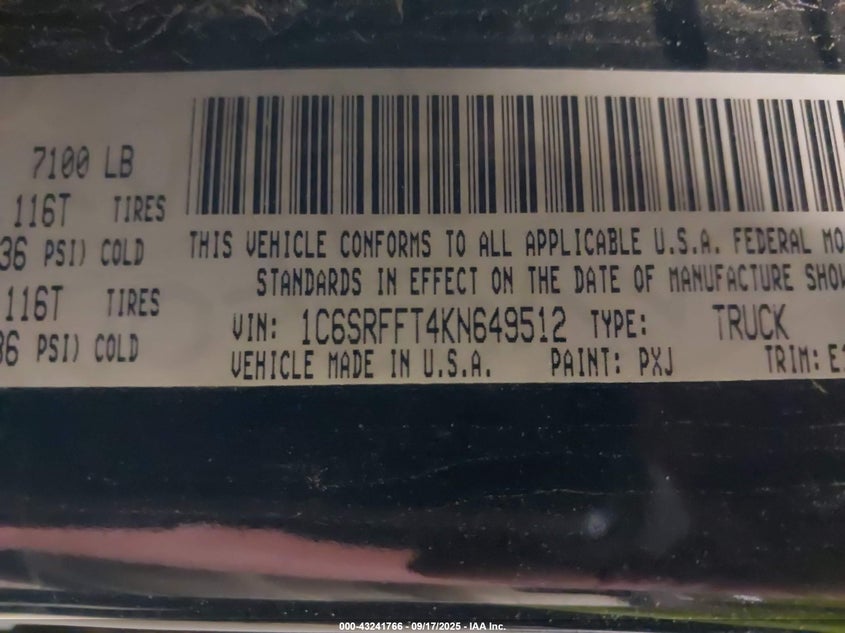 7100 LB
116T TIRES
36 PSI) COLD
116T TIRES
36 PSI) COLD
THIS VEHICLE CONFORMS TO ALL APPLICABLE U.S.A. FEDERAL MO
STANDARDS IN EFFECT ON THE DATE OF MANUFACTURE SHOW
VIN: 1C6SRFFT4KN649512 TYPE: TRUCK
VEHICLE MADE IN U.S.A. PAINT: PXJ TRIM: E1
000-43241766 - 09/17/2025 - IAA Inc.